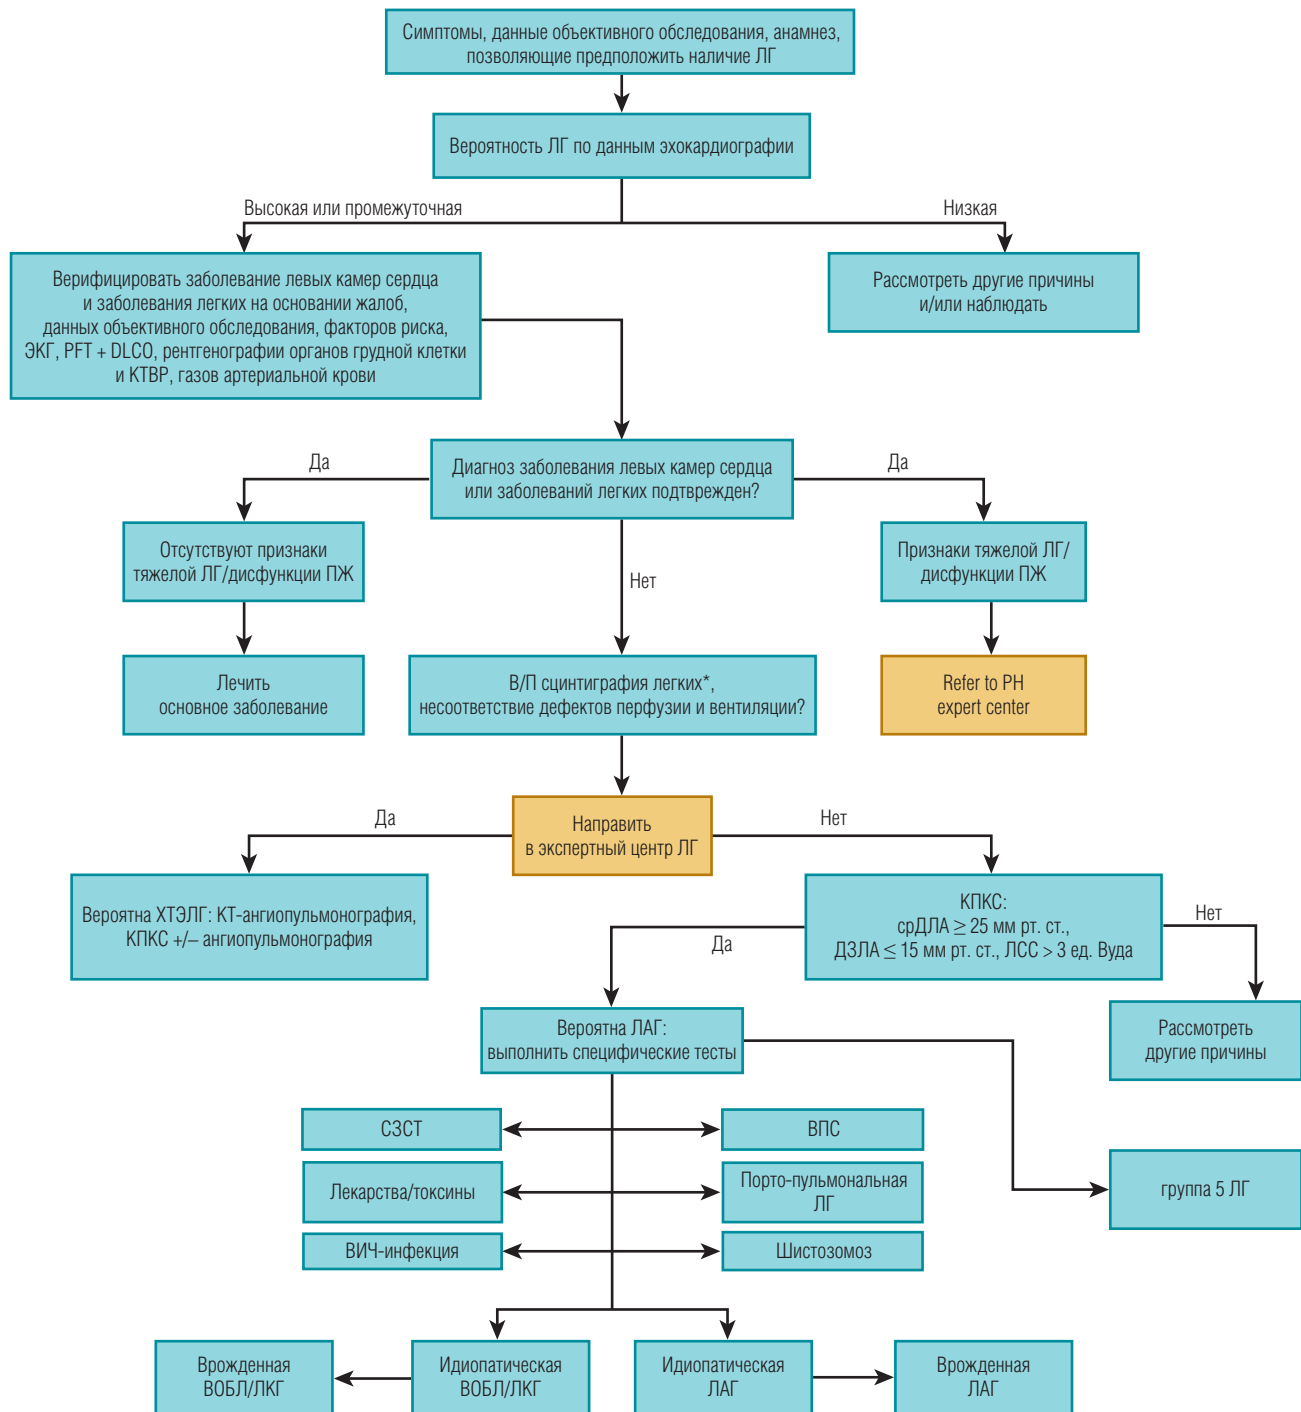 Симптомы, данные объективного обследования, анамнез,
позволяющие предположить наличие ЛГ
Вероятность ЛГ по данным эхокардиографии
Высокая или промежуточная
Низкая
Верифицировать заболевание левых камер сердца
и заболевания легких на основании жалоб,
данных объективного обследования, факторов риска,
ЭКГ, PFT + DLCO, рентгенографии органов грудной клетки
и КТВР, газов артериальной крови
Рассмотреть другие причины
и/или наблюдать
Да
Диагноз заболевания левых камер сердца
или заболеваний легких подтвержден?
Да
Отсутствуют признаки
тяжелой ЛГ/дисфункции ПЖ
Нет
Признаки тяжелой ЛГ/
дисфункции ПЖ
Лечить
основное заболевание
В/П сцинтиграфия легких*,
несоответствие дефектов перфузии и вентиляции?
Refer to PH
expert center
Да
Направить
в экспертный центр ЛГ
Нет
Вероятна ХТЭЛГ: КТ-ангиопульмонография,
КПКС +/– ангиопульмонография
КПКС:
срДЛА ≥ 25 мм рт. ст.,
ДЗЛА ≤ 15 мм рт. ст., ЛСС > 3 ед. Вуда
Нет
Да
Вероятна ЛАГ:
выполнить специфические тесты
Рассмотреть
другие причины
СЗСТ
ВПС
Лекарства/токсины
Порто-пульмональная
ЛГ
группа 5 ЛГ
ВИЧ-инфекция
Шистозомоз
Врожденная
ВОБЛ/ЛКГ
Идиопатическая
ВОБЛ/ЛКГ
Идиопатическая
ЛАГ
Врожденная
ЛАГ